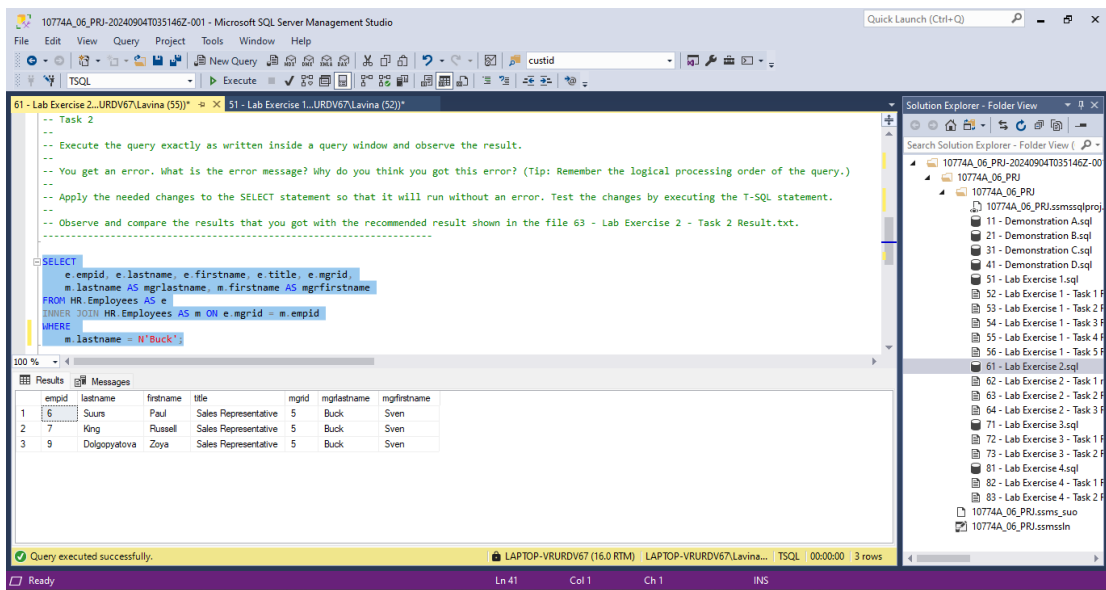 10774A_06_PRJ-20240904T035146Z-001 - Microsoft SQL Server Management Studio
Quick Launch (Ctrl+Q)
File Edit View Query Project Tools Window Help
New Query
custid
TSQL
Execute
61 - Lab Exercise 2...URDV67\Lavina (55))*
51 - Lab Exercise 1...URDV67\Lavina (52))*
-- Task 2
--
-- Execute the query exactly as written inside a query window and observe the result.
--
-- You get an error. What is the error message? Why do you think you got this error? (Tip: Remember the logical processing order of the query.)
--
-- Apply the needed changes to the SELECT statement so that it will run without an error. Test the changes by executing the T-SQL statement.
--
-- Observe and compare the results that you got with the recommended result shown in the file 63 - Lab Exercise 2 - Task 2 Result.txt.
---------------------------------------------------------------------
SELECT
e.empid, e.lastname, e.firstname, e.title, e.mgrid,
m.lastname AS mgrlastname, m.firstname AS mgrfirstname
FROM HR.Employees AS e
INNER JOIN HR.Employees AS m ON e.mgrid = m.empid
WHERE
m.lastname = N'Buck';
100 %
Results Messages
empid lastname firstname title mgrid mgrlastname mgrfirstname
1 6 Suurs Paul Sales Representative 5 Buck Sven
2 7 King Russell Sales Representative 5 Buck Sven
3 9 Dolgopyatova Zoya Sales Representative 5 Buck Sven
Query executed successfully.
LAPTOP-VRURDV67 (16.0 RTM) LAPTOP-VRURDV67\Lavina... TSQL 00:00:00 3 rows
Solution Explorer - Folder View
Search Solution Explorer - Folder View (
10774A_06_PRJ-20240904T035146Z-00
10774A_06_PRJ
10774A_06_PRJ
10774A_06_PRJ.ssmssqlproj.
11 - Demonstration A.sql
21 - Demonstration B.sql
31 - Demonstration C.sql
41 - Demonstration D.sql
51 - Lab Exercise 1.sql
52 - Lab Exercise 1 - Task 1 F
53 - Lab Exercise 1 - Task 2 F
54 - Lab Exercise 1 - Task 3 F
55 - Lab Exercise 1 - Task 4 F
56 - Lab Exercise 1 - Task 5 F
61 - Lab Exercise 2.sql
62 - Lab Exercise 2 - Task 1 r
63 - Lab Exercise 2 - Task 2 F
64 - Lab Exercise 2 - Task 3 F
71 - Lab Exercise 3.sql
72 - Lab Exercise 3 - Task 1 F
73 - Lab Exercise 3 - Task 2 F
81 - Lab Exercise 4.sql
82 - Lab Exercise 4 - Task 1 F
83 - Lab Exercise 4 - Task 2 F
10774A_06_PRJ.ssms_suo
10774A_06_PRJ.ssmssln
Ready
Ln 41 Col 1 Ch 1 INS